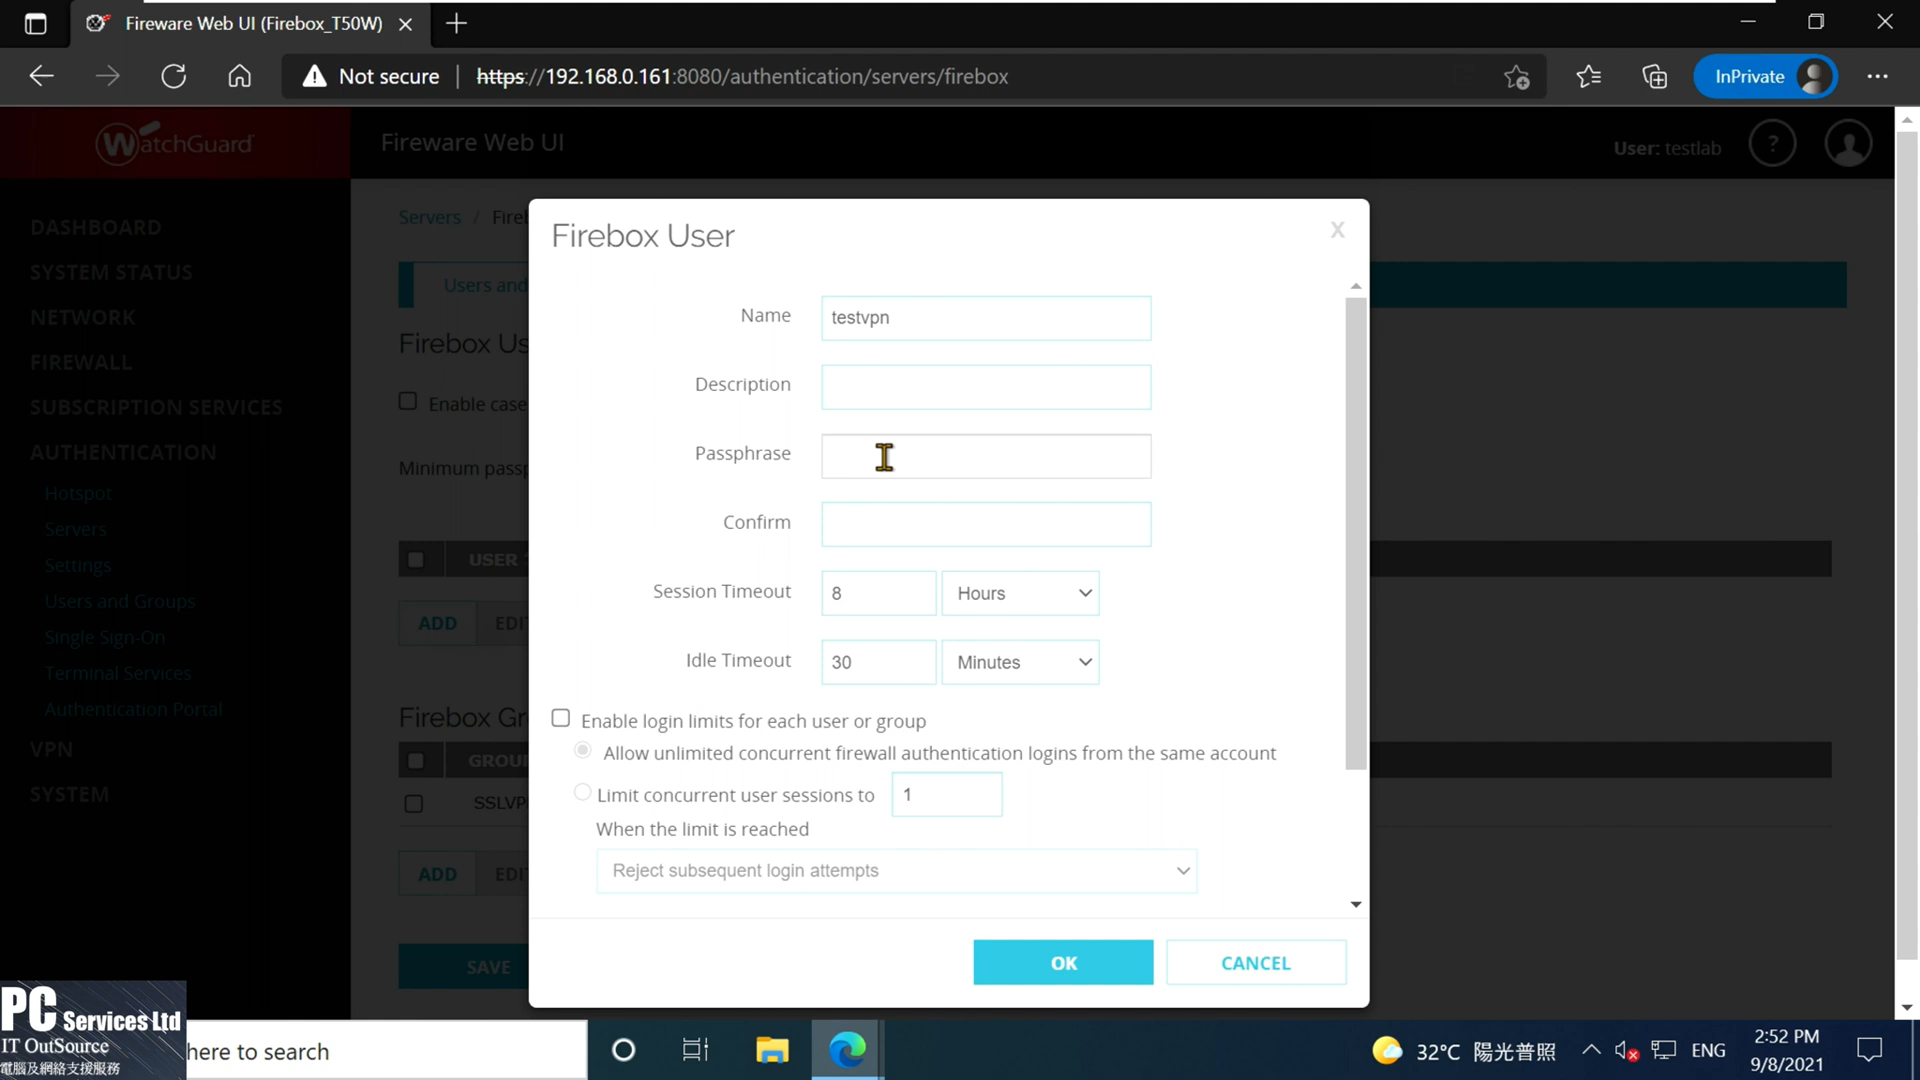 Fireware Web UI (Firebox_T50W)
Not secure
https://192.168.0.161:8080/authentication/servers/firebox
InPrivate
WatchGuard
Fireware Web UI
User: testlab
?
DASHBOARD
SYSTEM STATUS
NETWORK
FIREWALL
SUBSCRIPTION SERVICES
AUTHENTICATION
Hotspot
Servers
Settings
Users and Groups
Single Sign-On
Terminal Services
Authentication Portal
VPN
SYSTEM
Servers /
Users and
Enable case
USER
ADD
ADD
SAVE
Firebox User
X
Name
testvpn
Description
Passphrase
Confirm
Session Timeout
8
Hours
Idle Timeout
30
Minutes
Enable login limits for each user or group
Allow unlimited concurrent firewall authentication logins from the same account
Limit concurrent user sessions to
1
When the limit is reached
Reject subsequent login attempts
OK
CANCEL
PC Services Ltd
IT OutSource
電腦及網絡支援服務
here to search
32°C 陽光普照
ENG
2:52 PM
9/8/2021